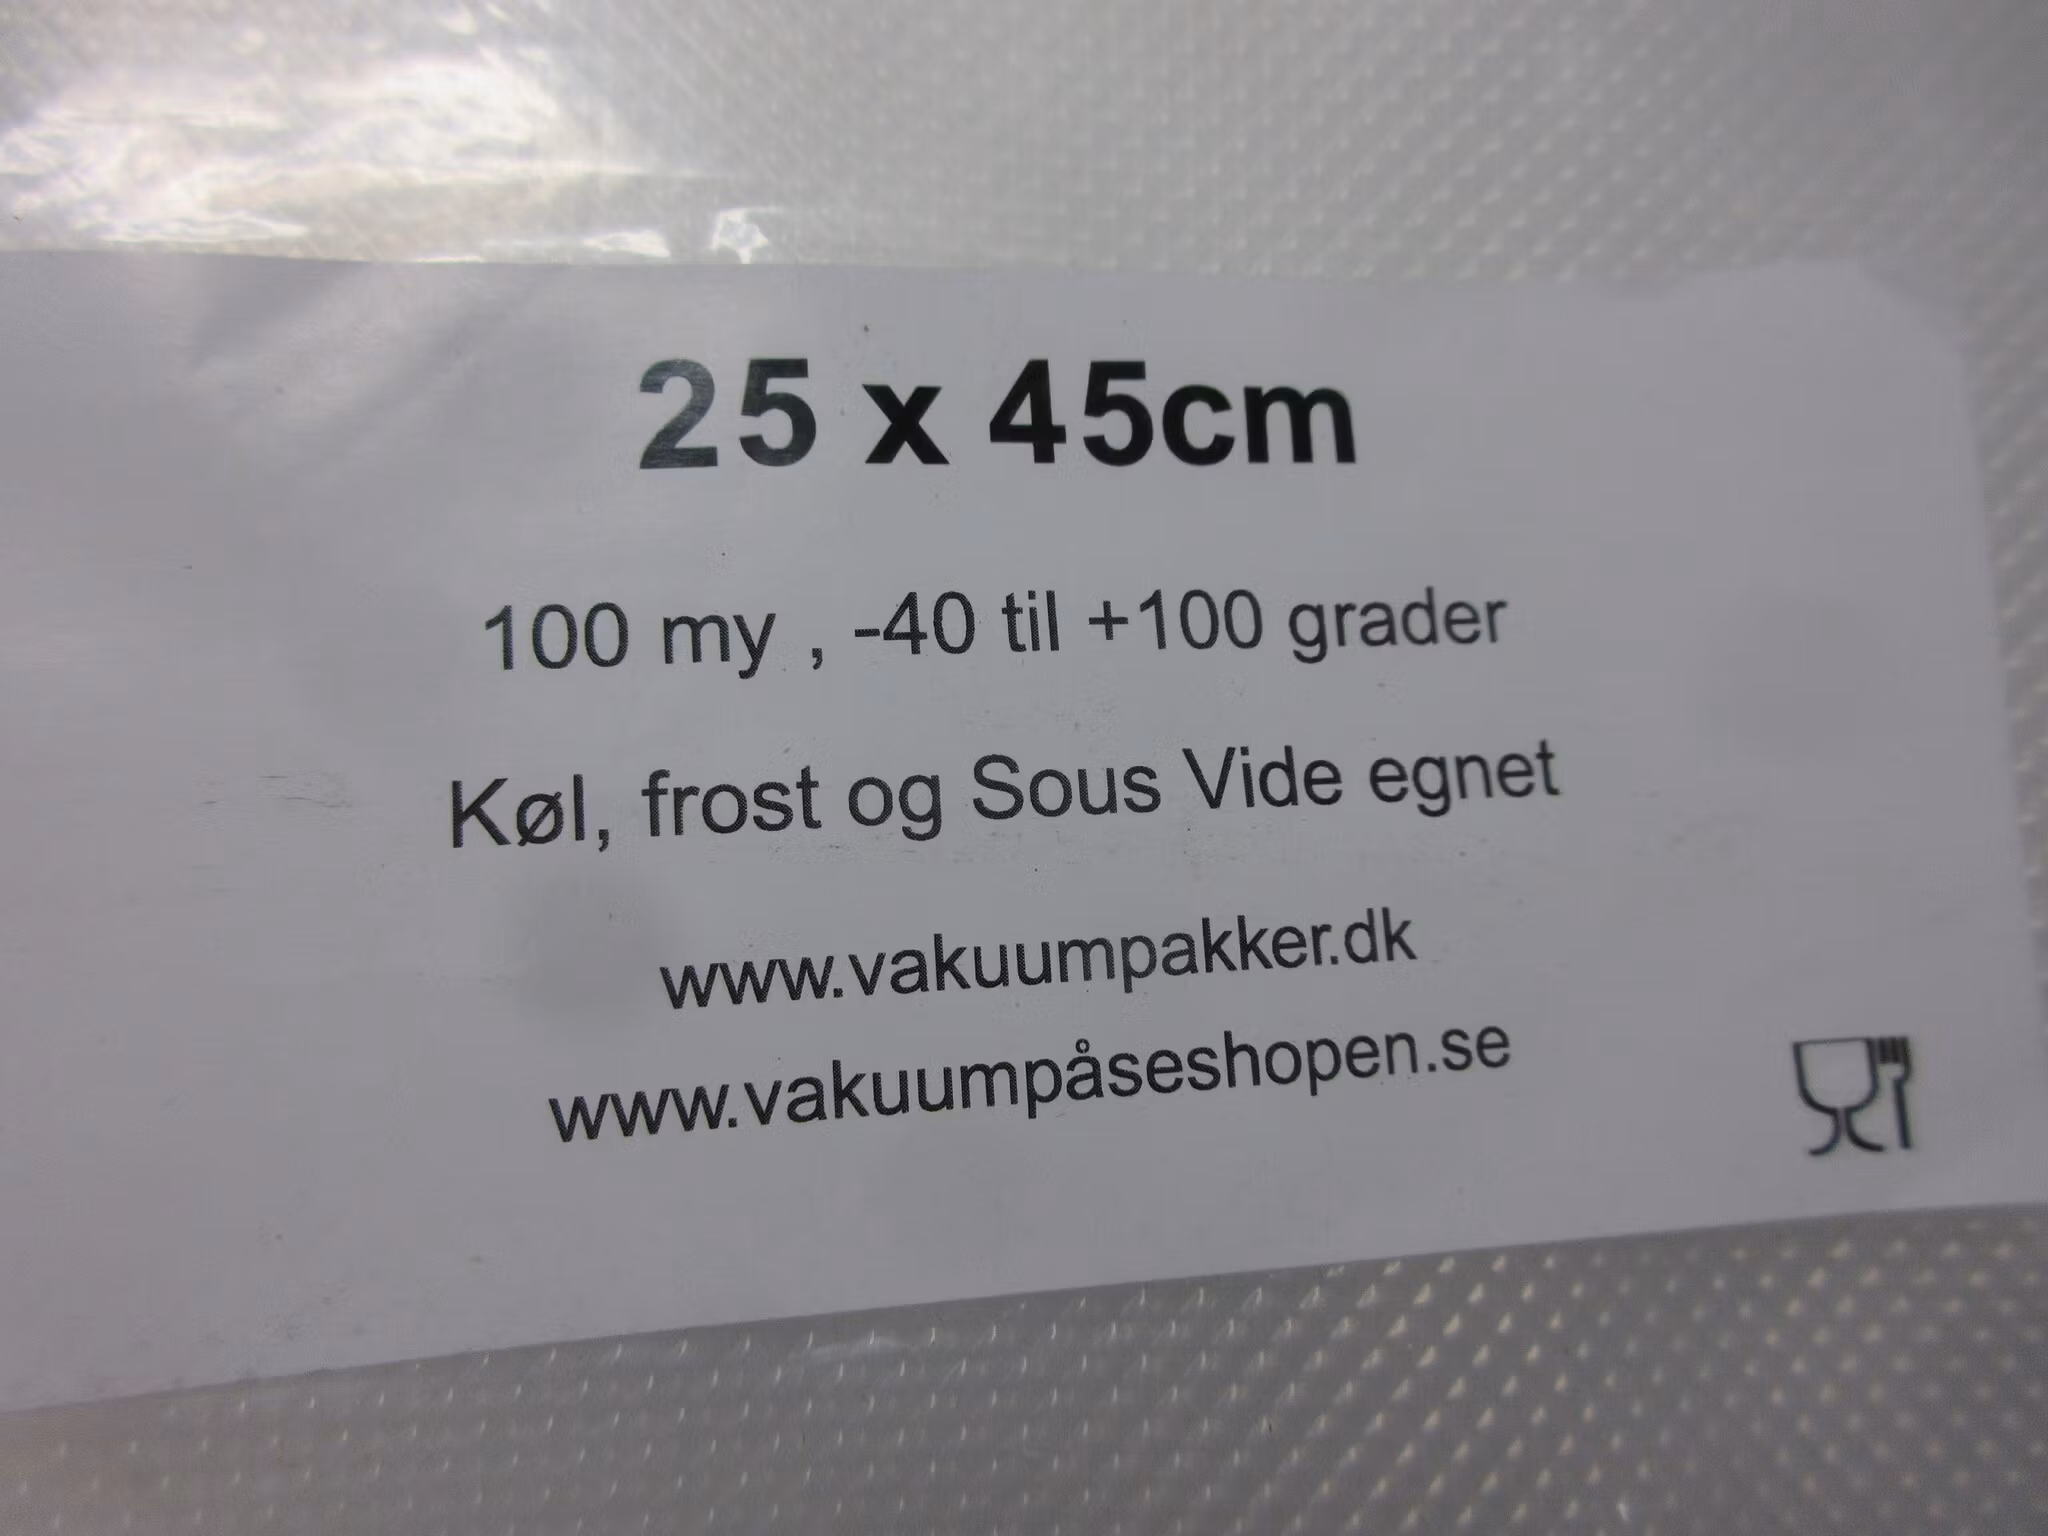 25 x 45cm
100 my , -40 til +100 grader
Køl, frost og Sous Vide egnet
www.vakuumpakker.dk
www.vakuumpåseshopen.se